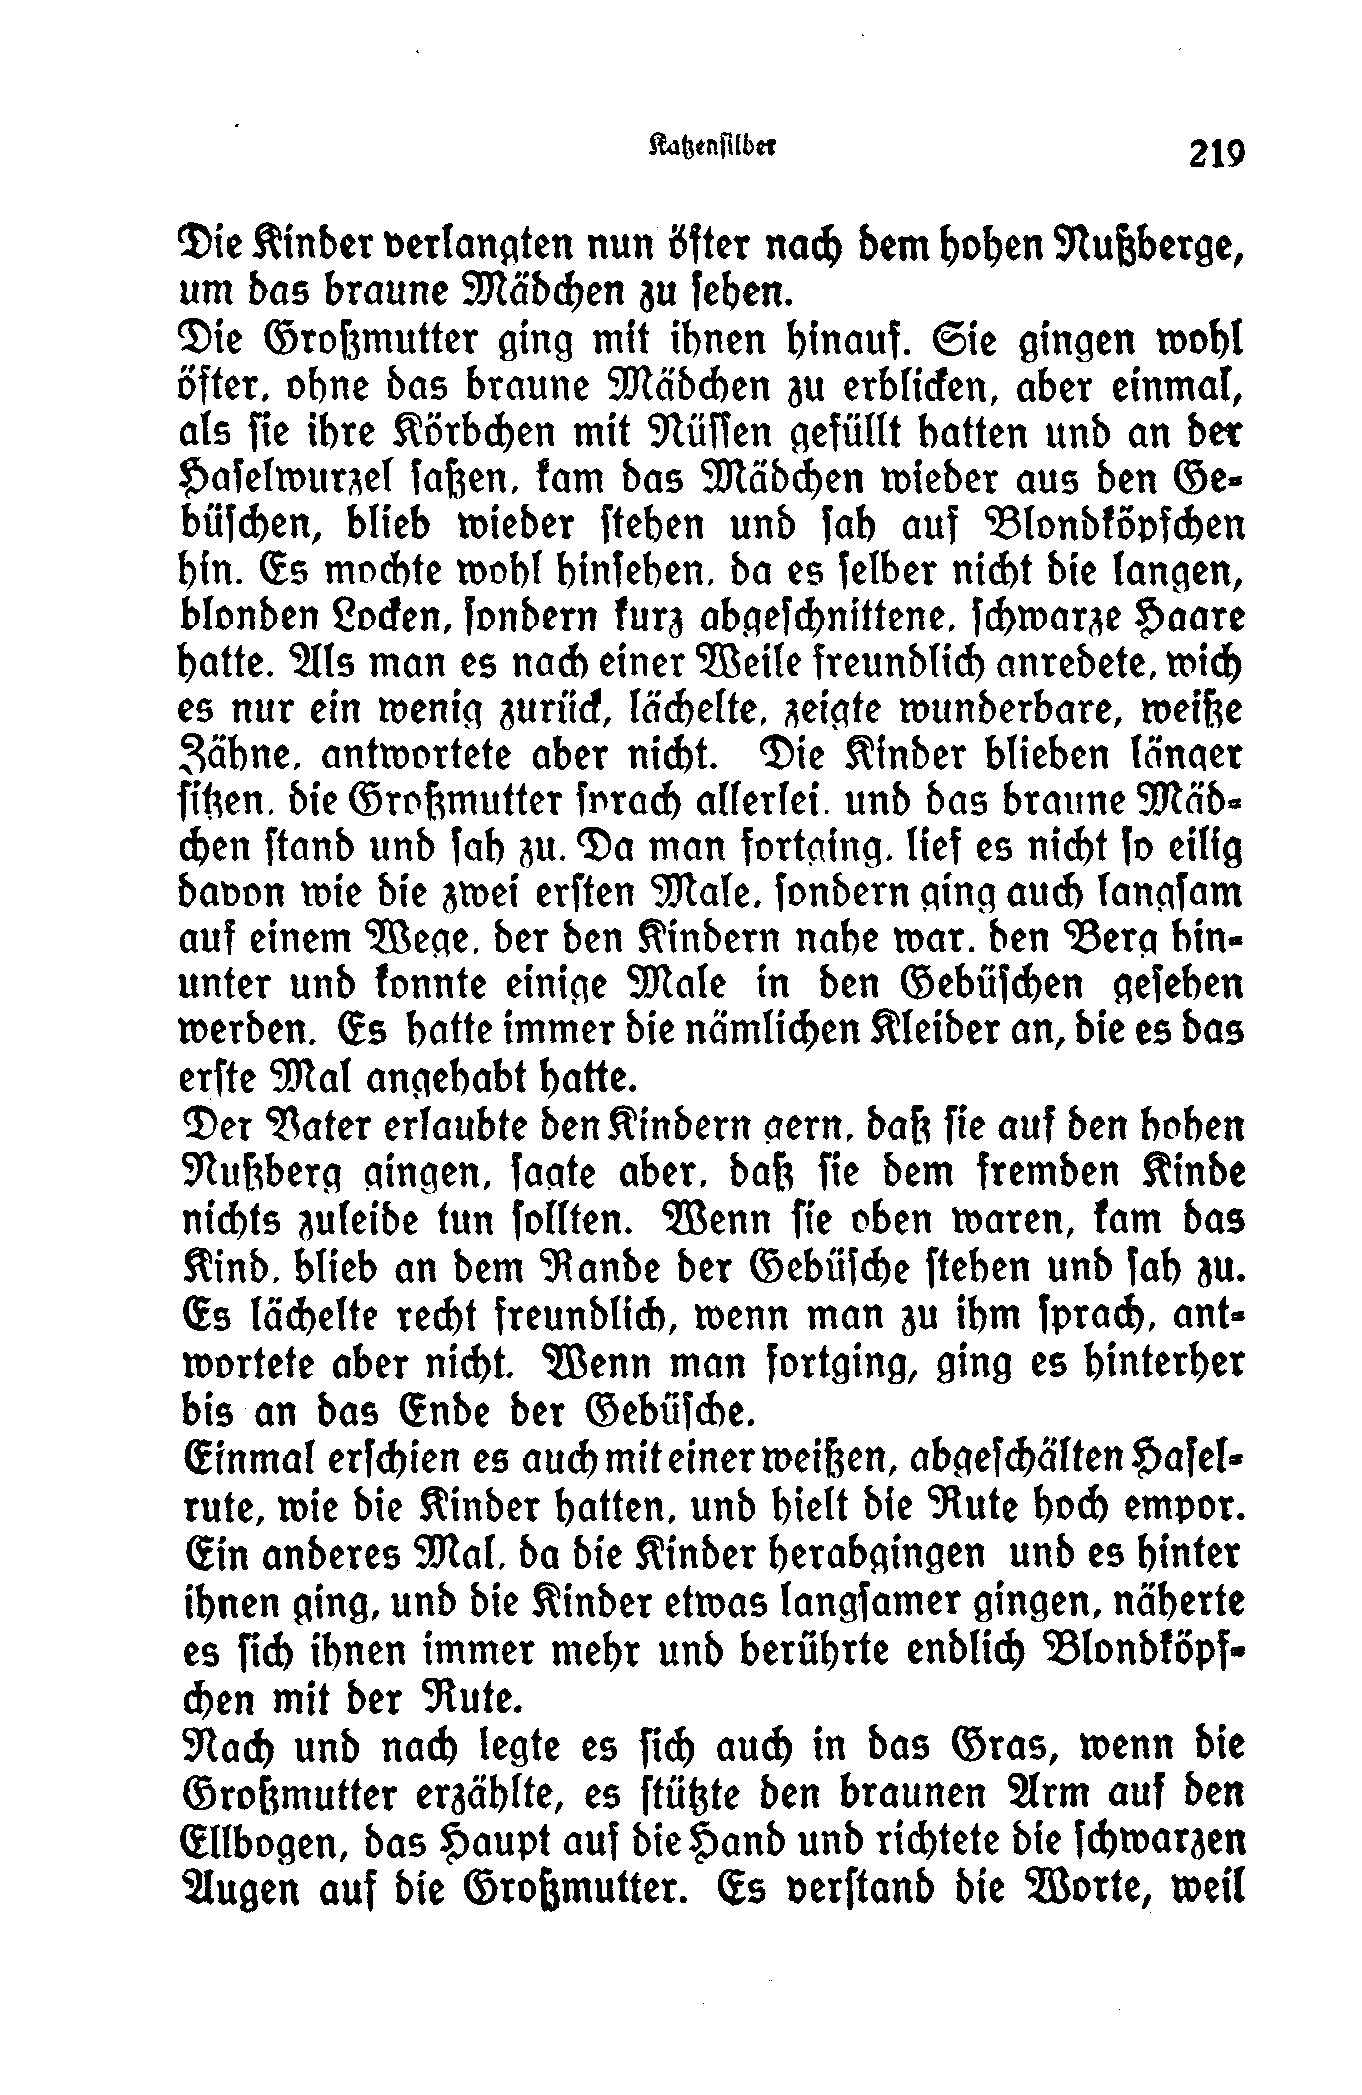 Katzensilber
219
Die Kinder verlangten nun öfter nach dem hohen Nußberge,
um das braune Mädchen zu sehen.
Die Großmutter ging mit ihnen hinauf. Sie gingen wohl
öfter, ohne das braune Mädchen zu erblicken, aber einmal,
als sie ihre Körbchen mit Nüssen gefüllt hatten und an der
Haselwurzel saßen, kam das Mädchen wieder aus den Ge-
büschen, blieb wieder stehen und sah auf Blondköpfchen
hin. Es mochte wohl hinsehen, da es selber nicht die langen,
blonden Locken, sondern kurz abgeschnittene, schwarze Haare
hatte. Als man es nach einer Weile freundlich anredete, wich
es nur ein wenig zurück, lächelte, zeigte wunderbare, weiße
Zähne, antwortete aber nicht. Die Kinder blieben länger
sitzen, die Großmutter sprach allerlei, und das braune Mäd-
chen stand und sah zu. Da man fortging, lief es nicht so eilig
davon wie die zwei ersten Male, sondern ging auch langsam
auf einem Wege, der den Kindern nahe war, den Berg hin-
unter und konnte einige Male in den Gebüschen gesehen
werden. Es hatte immer die nämlichen Kleider an, die es das
erste Mal angehabt hatte.
Der Vater erlaubte den Kindern gern, daß sie auf den hohen
Nußberg gingen, sagte aber, daß sie dem fremden Kinde
nichts zuleide tun sollten. Wenn sie oben waren, kam das
Kind, blieb an dem Rande der Gebüsche stehen und sah zu.
Es lächelte recht freundlich, wenn man zu ihm sprach, ant-
wortete aber nicht. Wenn man fortging, ging es hinterher
bis an das Ende der Gebüsche.
Einmal erschien es auch mit einer weißen, abgeschälten Hasel-
rute, wie die Kinder hatten, und hielt die Rute hoch empor.
Ein anderes Mal, da die Kinder herabgingen und es hinter
ihnen ging, und die Kinder etwas langsamer gingen, näherte
es sich ihnen immer mehr und berührte endlich Blondköpf-
chen mit der Rute.
Nach und nach legte es sich auch in das Gras, wenn die
Großmutter erzählte, es stützte den braunen Arm auf den
Ellbogen, das Haupt auf die Hand und richtete die schwarzen
Augen auf die Großmutter. Es verstand die Worte, weil